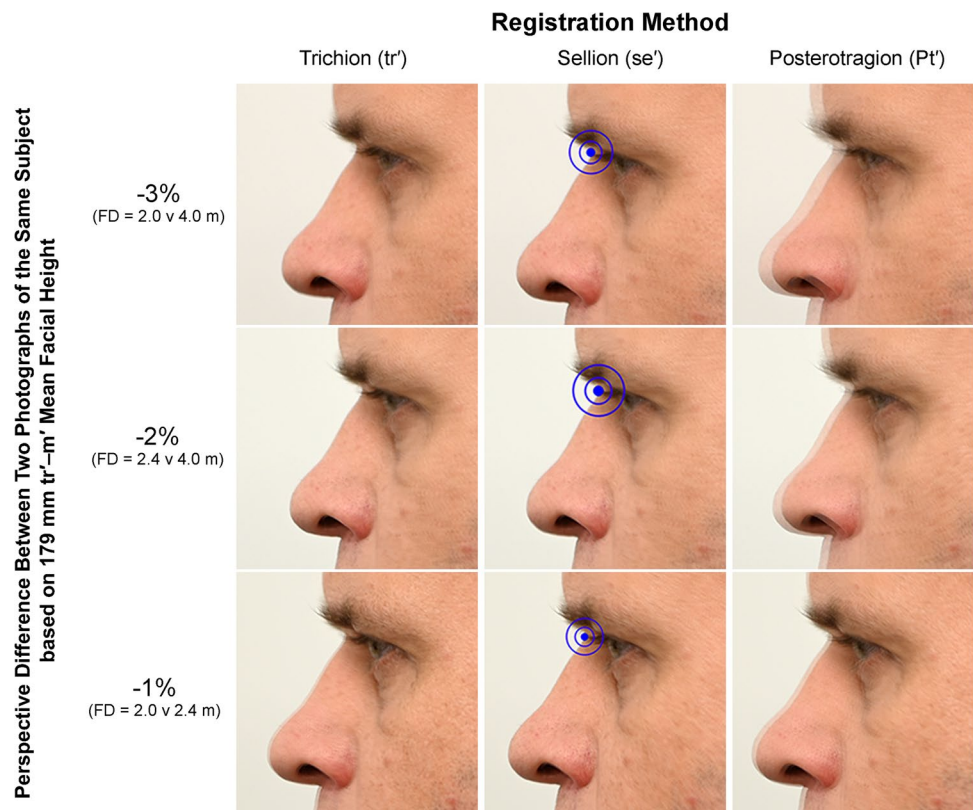 Registration Method
Trichion (tr′)
Sellion (se′)
Posterotragion (Pt′)
Perspective Difference Between Two Photographs of the Same Subject
based on 179 mm tr′–m′ Mean Facial Height
-3%
(FD = 2.0 v 4.0 m)
-2%
(FD = 2.4 v 4.0 m)
-1%
(FD = 2.0 v 2.4 m)